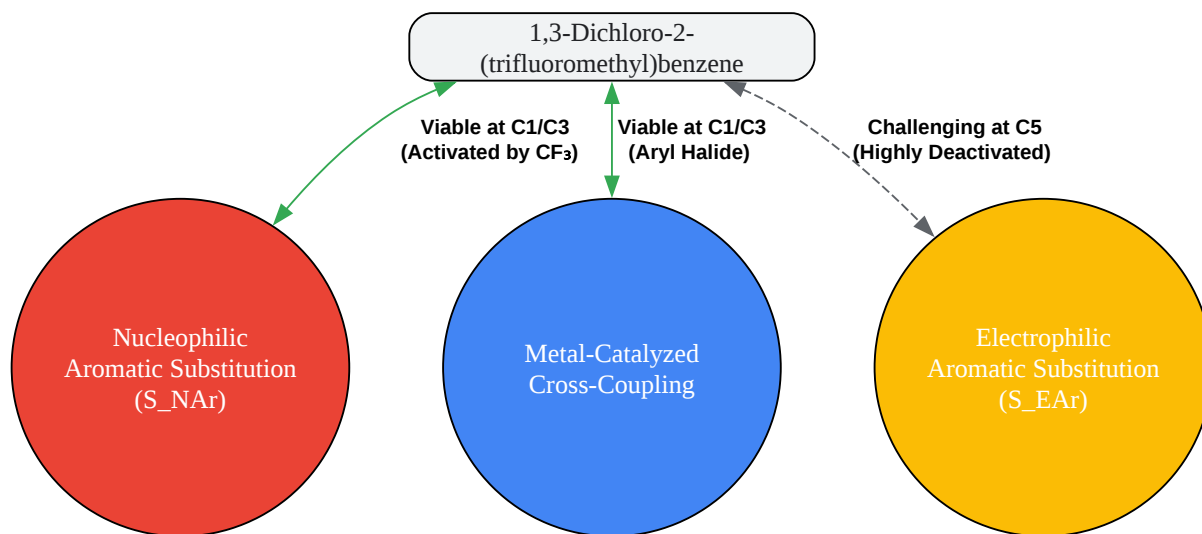 1,3-Dichloro-2-
(trifluoromethyl)benzene
Viable at C1/C3
(Activated by CF₃)
Viable at C1/C3
(Aryl Halide)
Challenging at C5
(Highly Deactivated)
Nucleophilic
Aromatic Substitution
(S_NAr)
Metal-Catalyzed
Cross-Coupling
Electrophilic
Aromatic Substitution
(S_EAr)